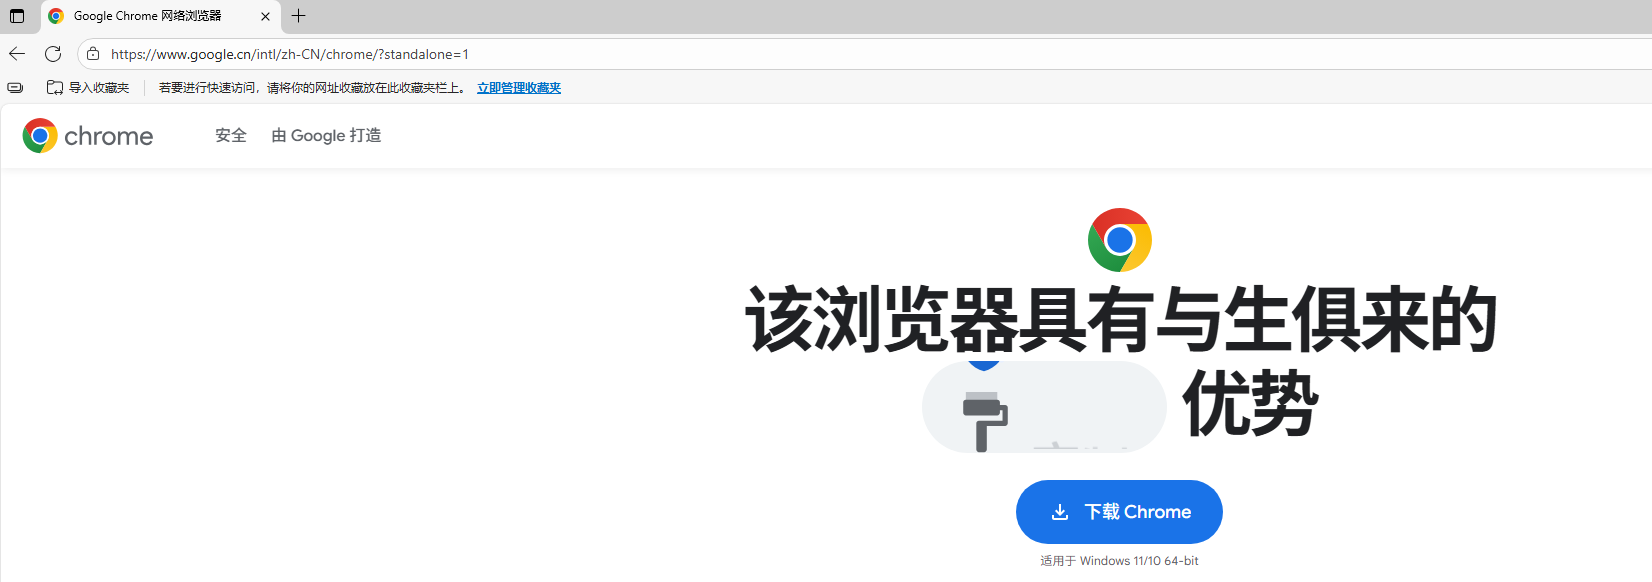 Google Chrome 网络浏览器
https://www.google.cn/intl/zh-CN/chrome/?standalone=1
导入收藏夹 若要进行快速访问，请将你的网址收藏放在此收藏夹栏上。 立即管理收藏夹
chrome 安全 由 Google 打造
该浏览器具有与生俱来的
优势
下载 Chrome
适用于 Windows 11/10 64-bit